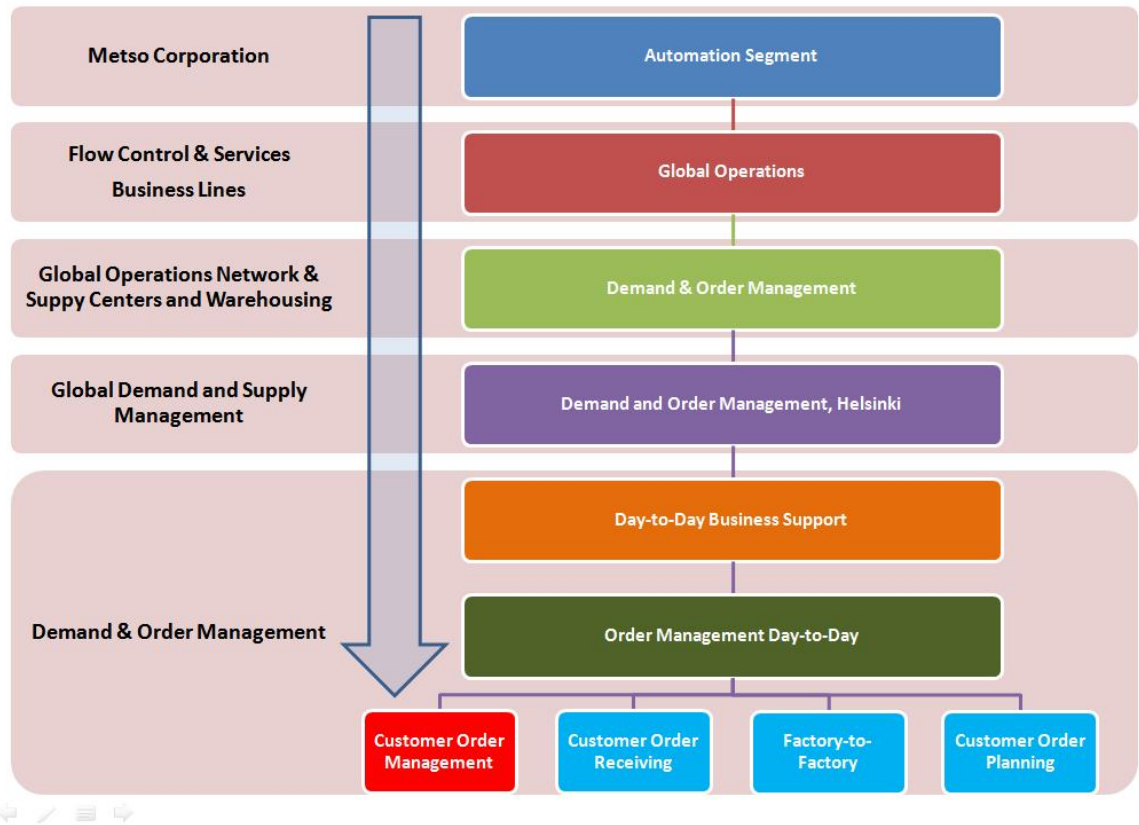 Metso Corporation
Automation Segment
Flow Control & Services
Business Lines
Global Operations
Global Operations Network &
Suppy Centers and Warehousing
Demand & Order Management
Global Demand and Supply
Management
Demand and Order Management, Helsinki
Day-to-Day Business Support
Demand & Order Management
Order Management Day-to-Day
Customer Order
Management
Customer Order
Receiving
Factory-to-
Factory
Customer Order
Planning